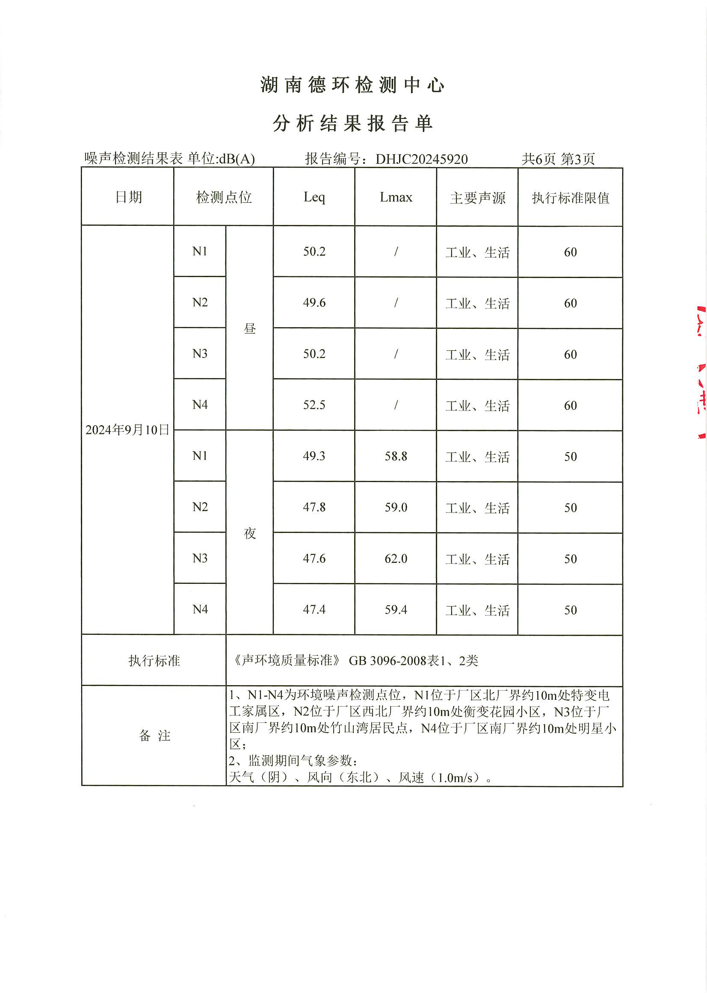 湖南德环检测中心
分析结果报告单
噪声检测结果表 单位:dB(A) 报告编号：DHJC20245920 共6页 第3页
日期 检测点位 Leq Lmax 主要声源 执行标准限值
2024年9月10日
昼
N1 50.2 / 工业、生活 60
N2 49.6 / 工业、生活 60
N3 50.2 / 工业、生活 60
N4 52.5 / 工业、生活 60
夜
N1 49.3 58.8 工业、生活 50
N2 47.8 59.0 工业、生活 50
N3 47.6 62.0 工业、生活 50
N4 47.4 59.4 工业、生活 50
执行标准 《声环境质量标准》 GB 3096-2008表1、2类
备 注
1、N1-N4为环境噪声检测点位，N1位于厂区北厂界约10m处特变电
工家属区，N2位于厂区西北厂界约10m处衡变花园小区，N3位于厂
区南厂界约10m处竹山湾居民点，N4位于厂区南厂界约10m处明星小
区；
2、监测期间气象参数：
天气（阴）、风向（东北）、风速（1.0m/s）。